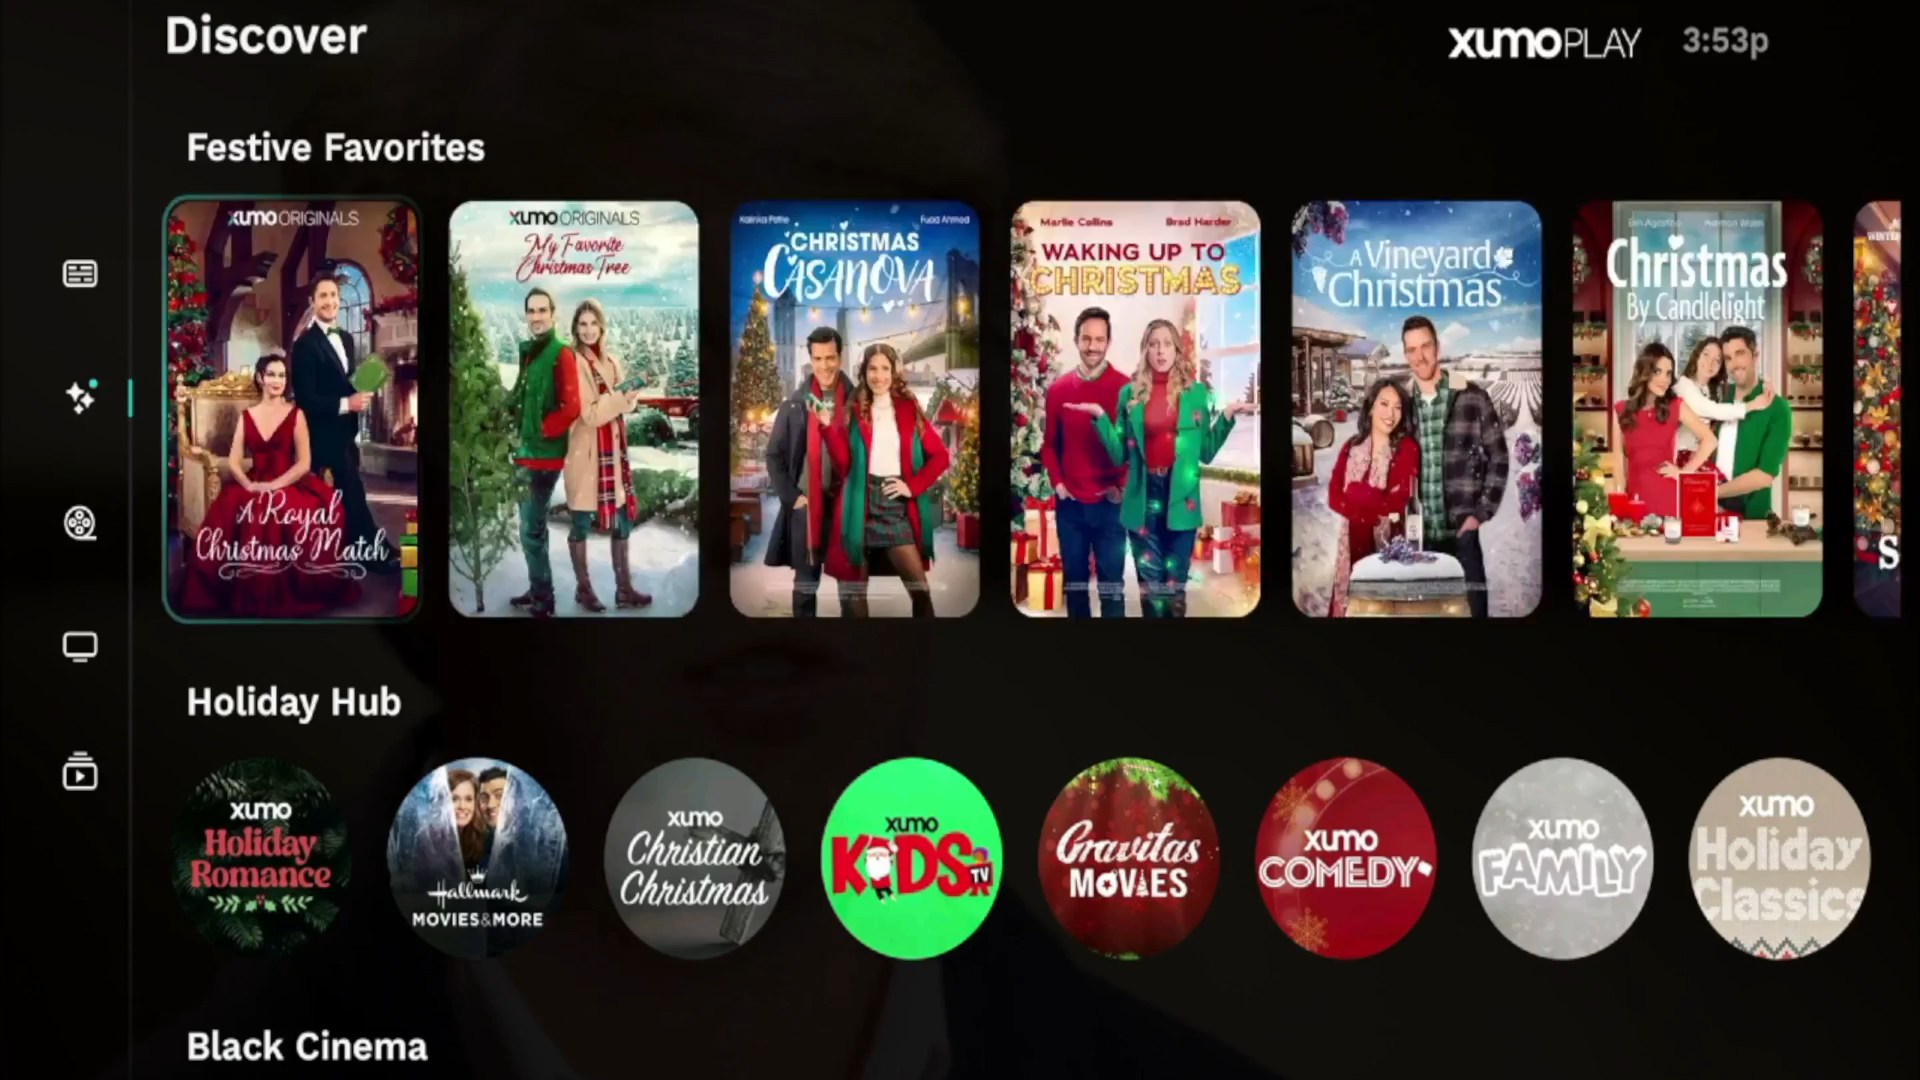 Discover
xumo PLAY
3:53p
Festive Favorites
xumo ORIGINALS
A Royal
Christmas Match
xumo ORIGINALS
My Favorite
Christmas Tree
Fuad Ahmed
CHRISTMAS
CASANOVA
Marlie Collins
Brad Harder
WAKING UP TO
CHRISTMAS
A Vineyard
Christmas
Christmas
By Candlelight
S
Holiday Hub
xumo
Holiday
Romance
Hallmark
MOVIES&MORE
xumo
Christian
Christmas
xumo
KIDS
TV
Gravitas
MOVIES
xumo
COMEDY
xumo
FAMILY
xumo
Holiday
Classics
Black Cinema